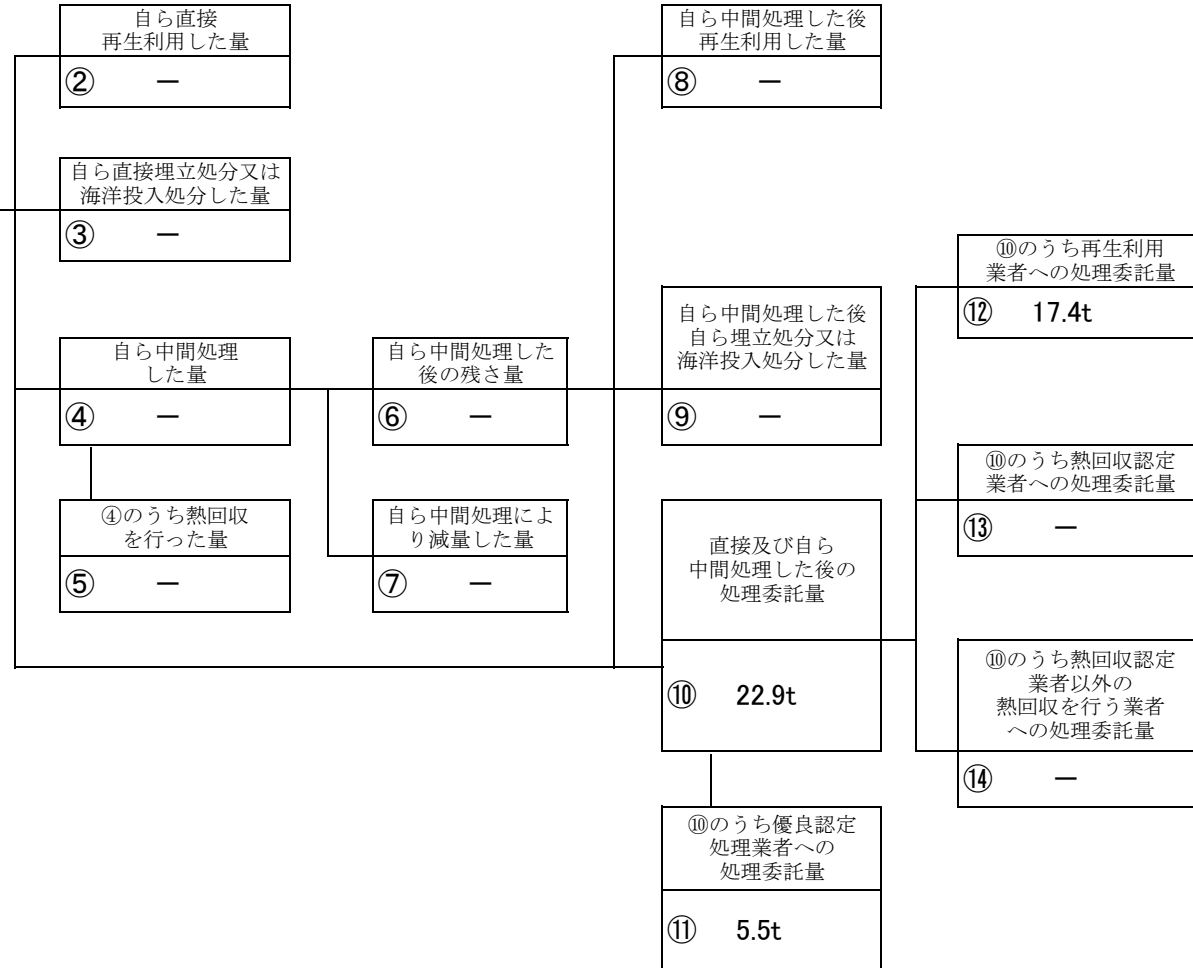 自ら直接
再生利用した量
② ー
自ら直接埋立処分又は
海洋投入処分した量
③ ー
自ら中間処理
した量
④ ー
④のうち熱回収
を行った量
⑤ ー
自ら中間処理した
後の残さ量
⑥ ー
自ら中間処理によ
り減量した量
⑦ ー
自ら中間処理した後
再生利用した量
⑧ ー
自ら中間処理した後
自ら埋立処分又は
海洋投入処分した量
⑨ ー
直接及び自ら
中間処理した後の
処理委託量
⑩ 22.9t
⑩のうち優良認定
処理業者への
処理委託量
⑪ 5.5t
⑩のうち再生利用
業者への処理委託量
⑫ 17.4t
⑩のうち熱回収認定
業者への処理委託量
⑬ ー
⑩のうち熱回収認定
業者以外の
熱回収を行う業者
への処理委託量
⑭ ー